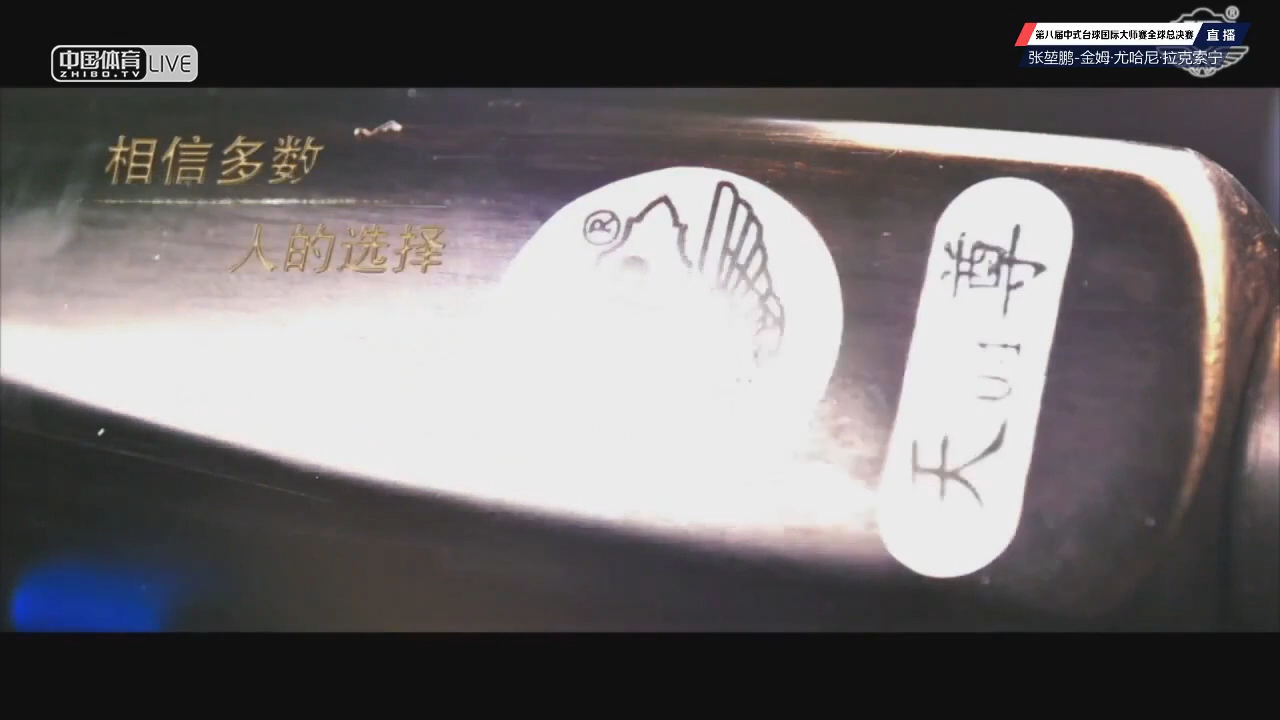 中国体育
ZHIBO.TV
LIVE
第八届中式台球国际大师赛全球总决赛
直播
张堃鹏-金姆·尤哈尼·拉克索宁
相信多数
人的选择
®
®
天01尊